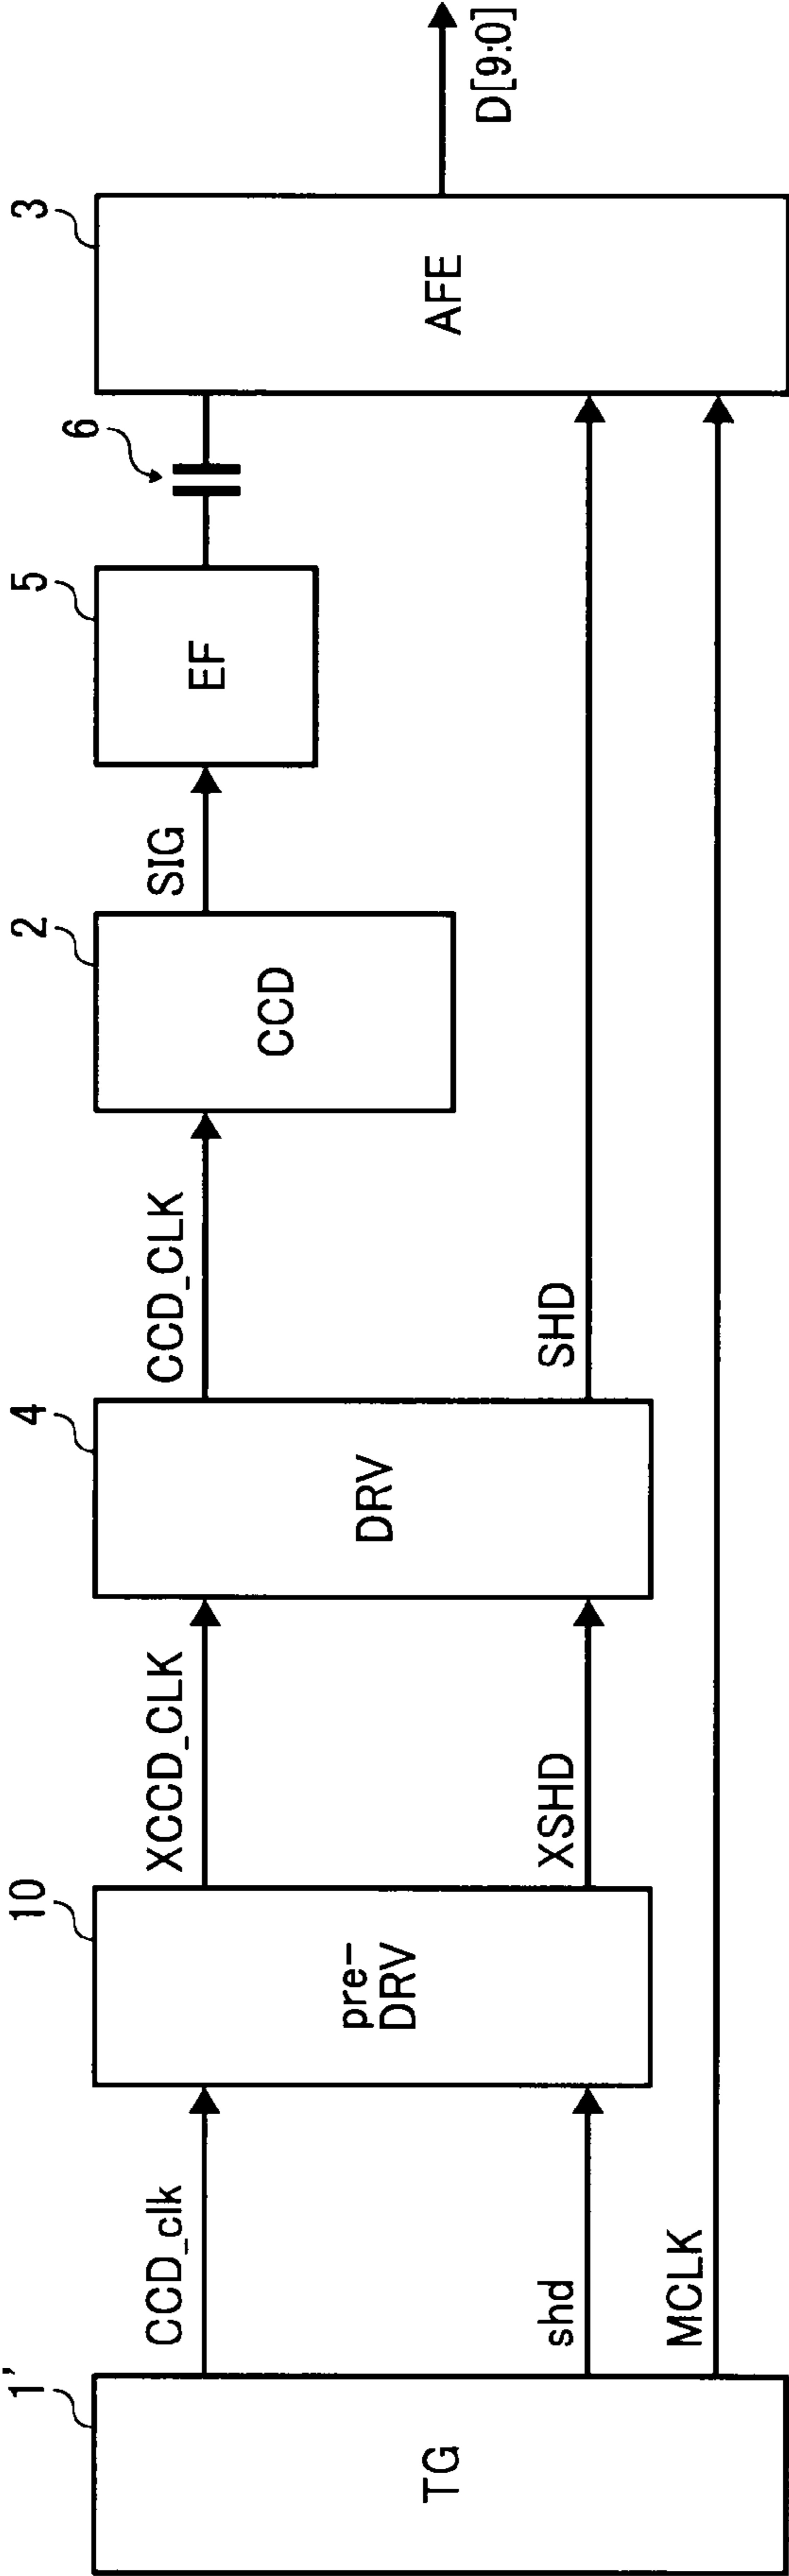 1'
TG
CCD_clk
shd
MCLK
10
pre-
DRV
XCCD_CLK
XSHD
4
DRV
CCD_CLK
SHD
2
CCD
SIG
5
EF
6
3
AFE
D[9:0]